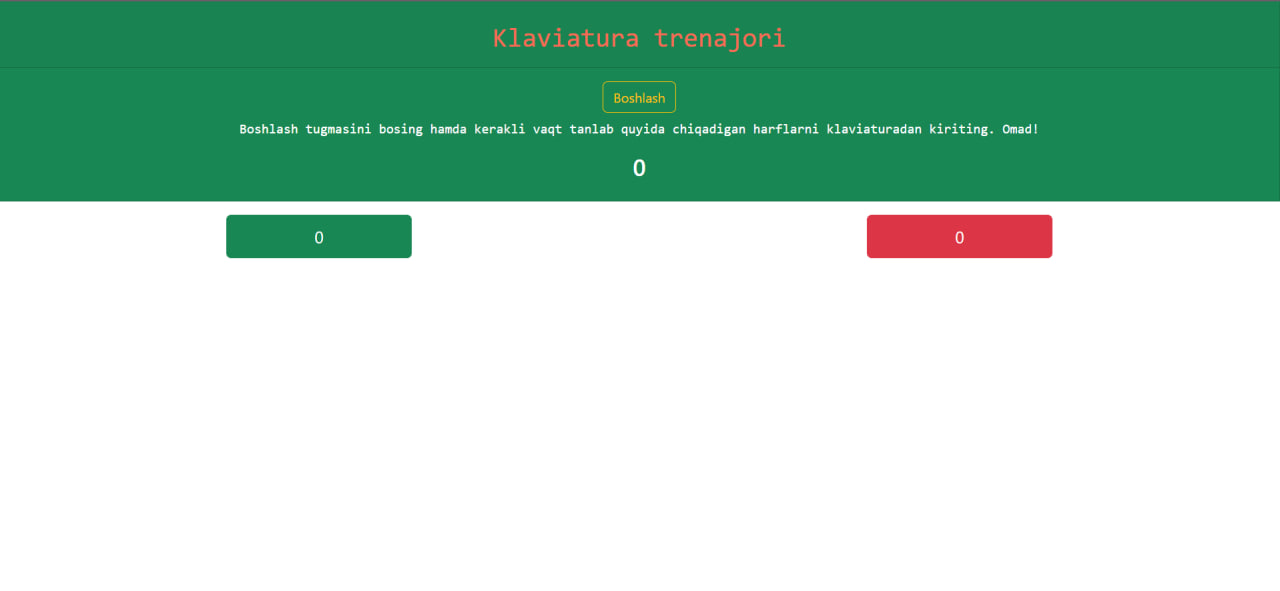 Klaviatura trenajori
Boshlash
Boshlash tugmasini bosing hamda kerakli vaqt tanlab quyida chiqadigan harflarni klaviaturadan kiriting. Omad!
0
0
0